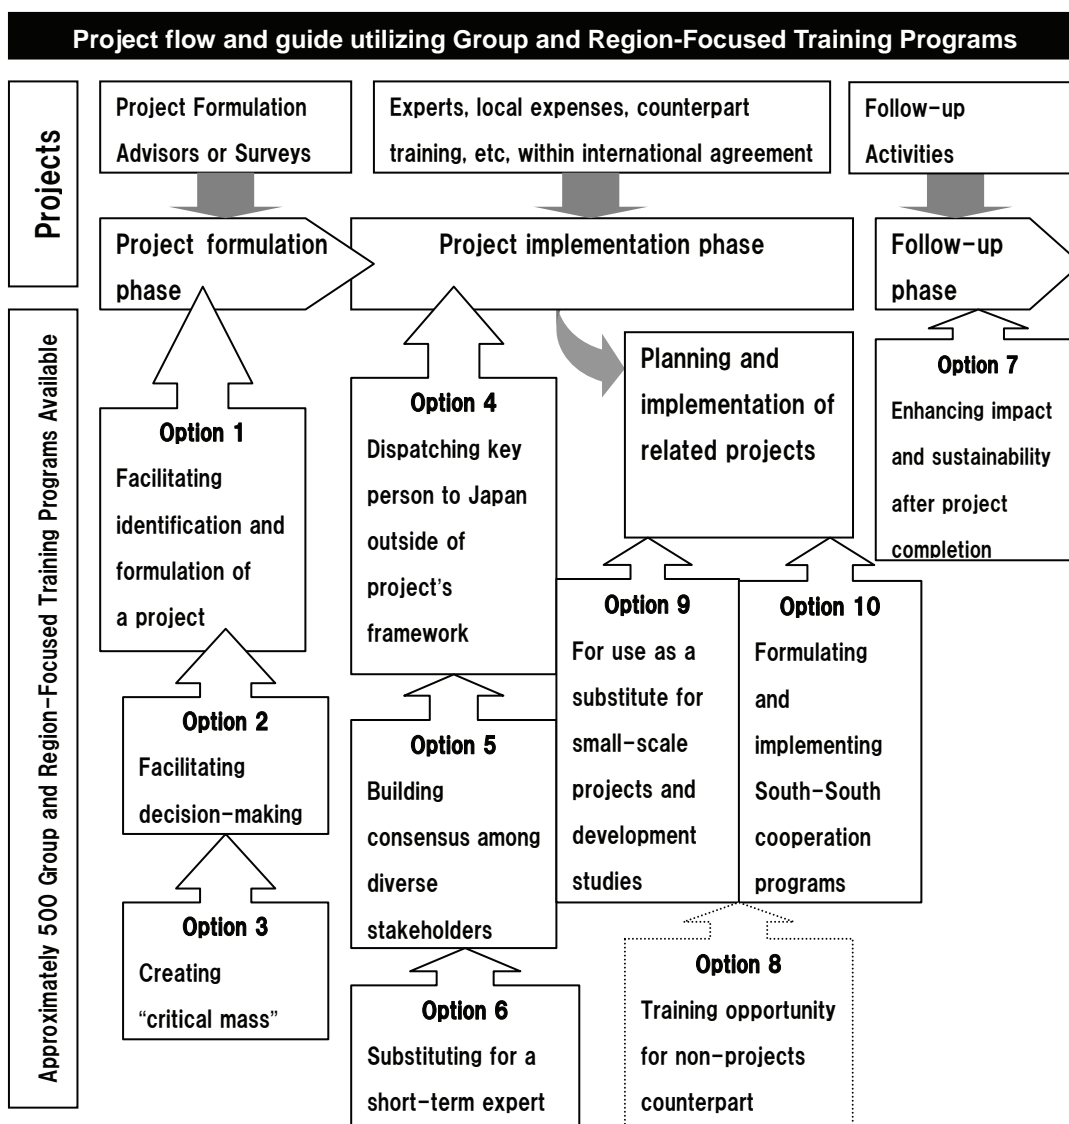 Project flow and guide utilizing Group and Region-Focused Training Programs
Projects
Project Formulation
Advisors or Surveys
Experts, local expenses, counterpart
training, etc, within international agreement
Follow-up
Activities
Project formulation
phase
Project implementation phase
Follow-up
phase
Approximately 500 Group and Region-Focused Training Programs Available
Option 1
Facilitating
identification and
formulation of
a project
Option 2
Facilitating
decision-making
Option 3
Creating
“critical mass”
Option 4
Dispatching key
person to Japan
outside of
project's
framework
Option 5
Building
consensus among
diverse
stakeholders
Option 6
Substituting for a
short-term expert
Planning and
implementation of
related projects
Option 9
For use as a
substitute for
small-scale
projects and
development
studies
Option 10
Formulating
and
implementing
South-South
cooperation
programs
Option 8
Training opportunity
for non-projects
counterpart
Option 7
Enhancing impact
and sustainability
after project
completion